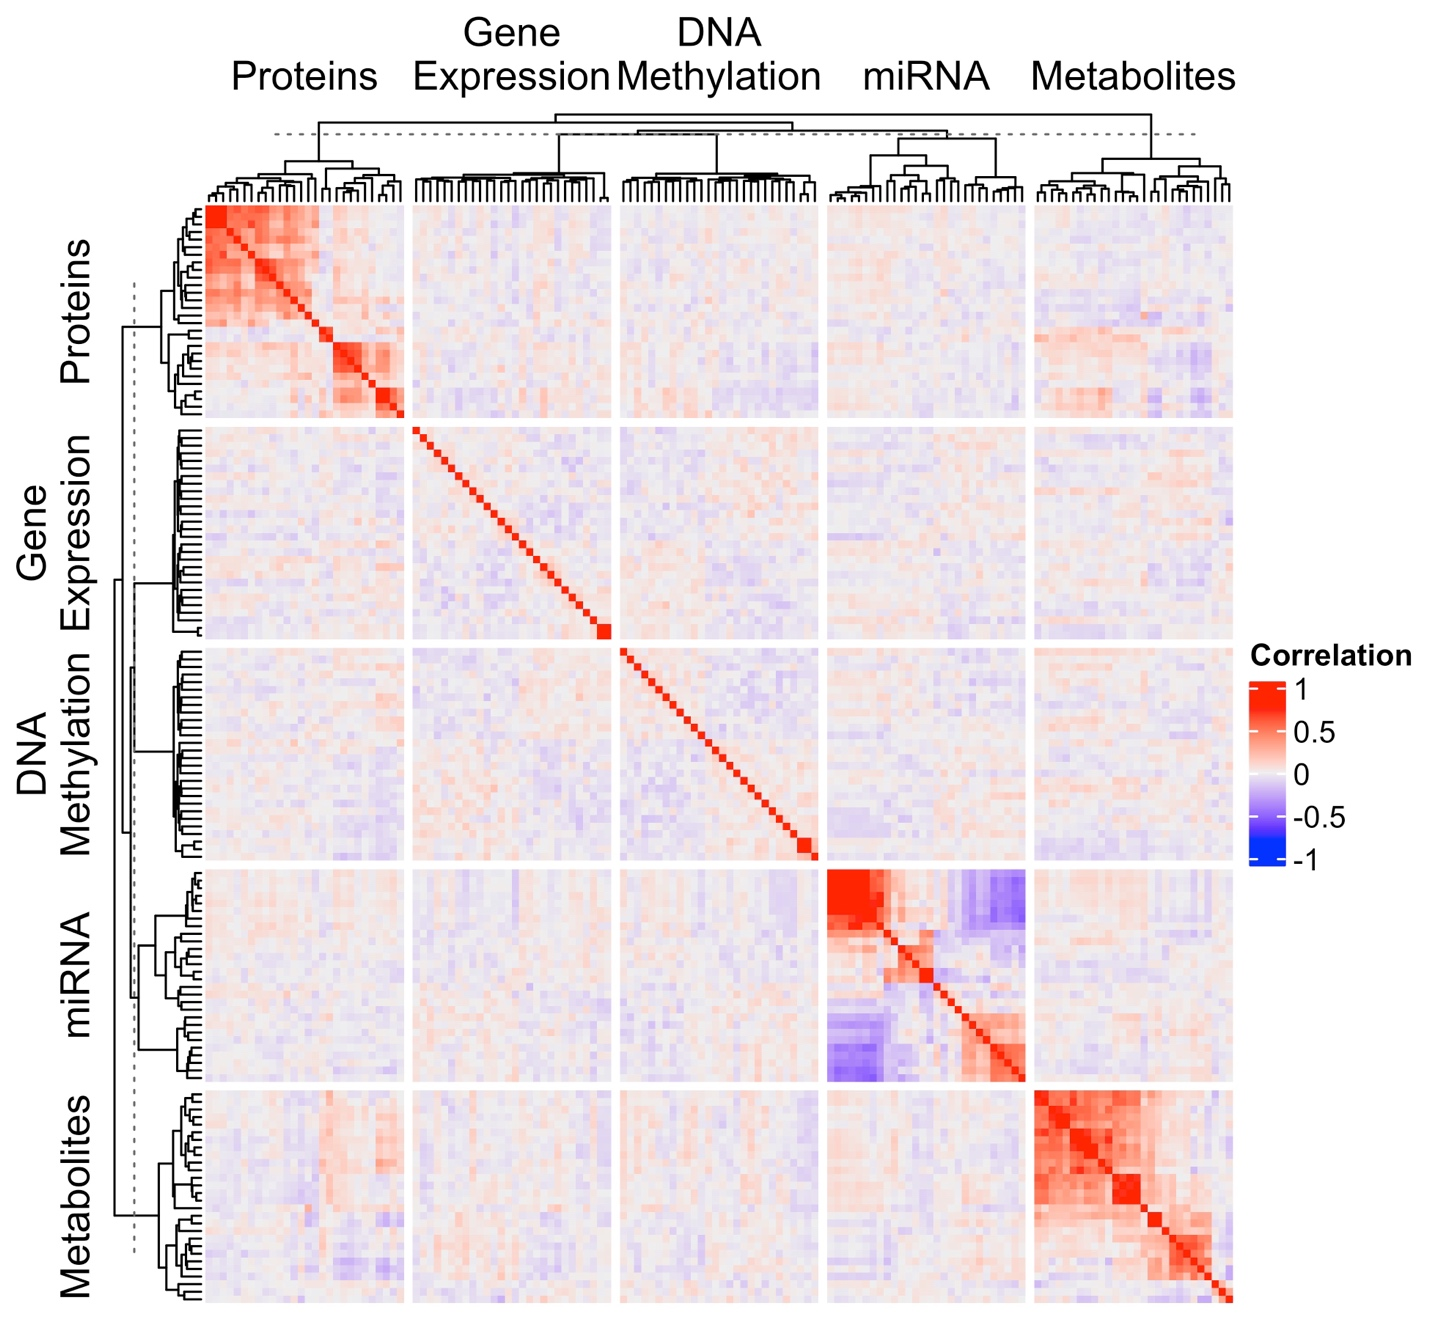 Gene
Expression
DNA
Methylation
Proteins
miRNA
Metabolites
Proteins
Gene
Expression
DNA
Methylation
miRNA
Metabolites
Correlation
1
0.5
0
-0.5
-1